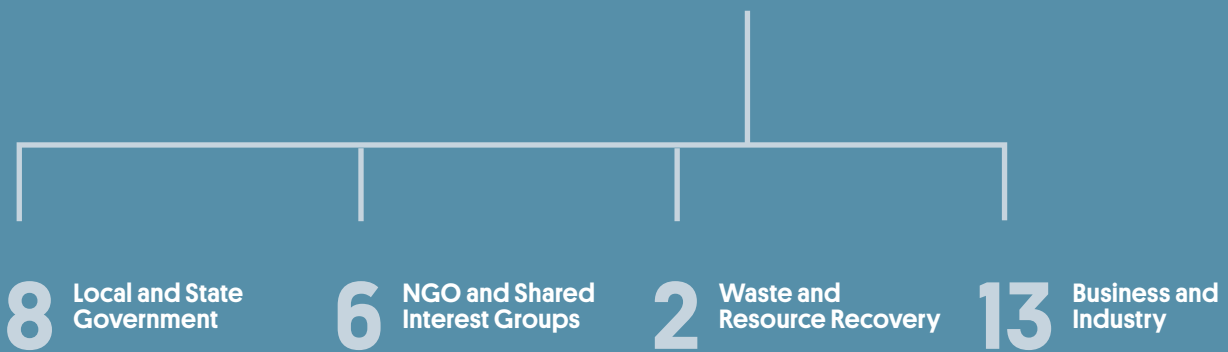 8 Local and State
Government
6 NGO and Shared
Interest Groups
2 Waste and
Resource Recovery
13 Business and
Industry